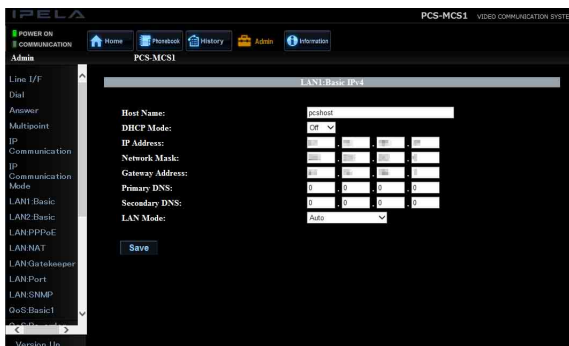 IPELA
PCS-MCS1 VIDEO COMMUNICATION SYSTE
POWER ON
COMMUNICATION
Home
Phonebook
History
Admin
Information
Admin
PCS-MCS1
Line I/F
Dial
Answer
Multipoint
IP
Communication
IP
Communication
Mode
LAN1:Basic
LAN2:Basic
LAN:PPPoE
LAN:NAT
LAN:Gatekeeper
LAN:Port
LAN:SNMP
QoS:Basic1
Version Up
LAN1:Basic IPv4
Host Name: pcshost
DHCP Mode: Off
IP Address: . . .
Network Mask: . . .
Gateway Address: . . .
Primary DNS: 0 . 0 . 0 . 0
Secondary DNS: 0 . 0 . 0 . 0
LAN Mode: Auto
Save